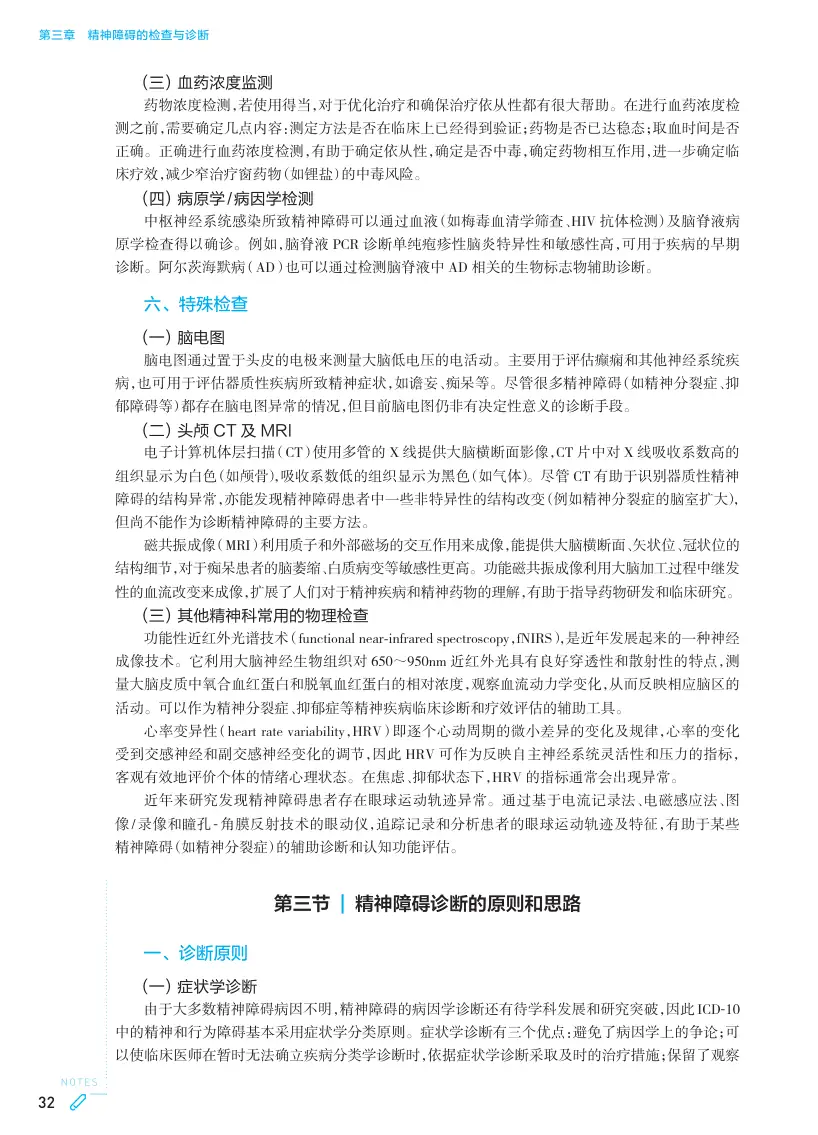 第三章　精神障碍的检查与诊断
（三）血药浓度监测
药物浓度检测,若使用得当,对于优化治疗和确保治疗依从性都有很大帮助。在进行血药浓度检
测之前,需要确定几点内容:测定方法是否在临床上已经得到验证;药物是否已达稳态;取血时间是否
正确。正确进行血药浓度检测,有助于确定依从性,确定是否中毒,确定药物相互作用,进一步确定临
床疗效,减少窄治疗窗药物(如锂盐)的中毒风险。
（四）病原学/病因学检测
中枢神经系统感染所致精神障碍可以通过血液(如梅毒血清学筛查、HIV 抗体检测)及脑脊液病
原学检查得以确诊。例如,脑脊液 PCR 诊断单纯疱疹性脑炎特异性和敏感性高,可用于疾病的早期
诊断。阿尔茨海默病(AD)也可以通过检测脑脊液中 AD 相关的生物标志物辅助诊断。
六、特殊检查
（一）脑电图
脑电图通过置于头皮的电极来测量大脑低电压的电活动。主要用于评估癫痫和其他神经系统疾
病,也可用于评估器质性疾病所致精神症状,如谵妄、痴呆等。尽管很多精神障碍(如精神分裂症、抑
郁障碍等)都存在脑电图异常的情况,但目前脑电图仍非有决定性意义的诊断手段。
（二）头颅 CT 及 MRI
电子计算机体层扫描(CT)使用多管的 X 线提供大脑横断面影像,CT 片中对 X 线吸收系数高的
组织显示为白色(如颅骨),吸收系数低的组织显示为黑色(如气体)。尽管 CT 有助于识别器质性精神
障碍的结构异常,亦能发现精神障碍患者中一些非特异性的结构改变(例如精神分裂症的脑室扩大),
但尚不能作为诊断精神障碍的主要方法。
磁共振成像(MRI)利用质子和外部磁场的交互作用来成像,能提供大脑横断面、矢状位、冠状位的
结构细节,对于痴呆患者的脑萎缩、白质病变等敏感性更高。功能磁共振成像利用大脑加工过程中继发
性的血流改变来成像,扩展了人们对于精神疾病和精神药物的理解,有助于指导药物研发和临床研究。
（三）其他精神科常用的物理检查
功能性近红外光谱技术(functional near-infrared spectroscopy,fNIRS),是近年发展起来的一种神经
成像技术。它利用大脑神经生物组织对 650～950nm 近红外光具有良好穿透性和散射性的特点,测
量大脑皮质中氧合血红蛋白和脱氧血红蛋白的相对浓度,观察血流动力学变化,从而反映相应脑区的
活动。可以作为精神分裂症、抑郁症等精神疾病临床诊断和疗效评估的辅助工具。
心率变异性(heart rate variability,HRV)即逐个心动周期的微小差异的变化及规律,心率的变化
受到交感神经和副交感神经变化的调节,因此 HRV 可作为反映自主神经系统灵活性和压力的指标,
客观有效地评价个体的情绪心理状态。在焦虑、抑郁状态下,HRV 的指标通常会出现异常。
近年来研究发现精神障碍患者存在眼球运动轨迹异常。通过基于电流记录法、电磁感应法、图
像/录像和瞳孔-角膜反射技术的眼动仪,追踪记录和分析患者的眼球运动轨迹及特征,有助于某些
精神障碍(如精神分裂症)的辅助诊断和认知功能评估。
第三节 | 精神障碍诊断的原则和思路
一、诊断原则
（一）症状学诊断
由于大多数精神障碍病因不明,精神障碍的病因学诊断还有待学科发展和研究突破,因此 ICD-10
中的精神和行为障碍基本采用症状学分类原则。症状学诊断有三个优点:避免了病因学上的争论;可
以使临床医师在暂时无法确立疾病分类学诊断时,依据症状学诊断采取及时的治疗措施;保留了观察
NOTES
32